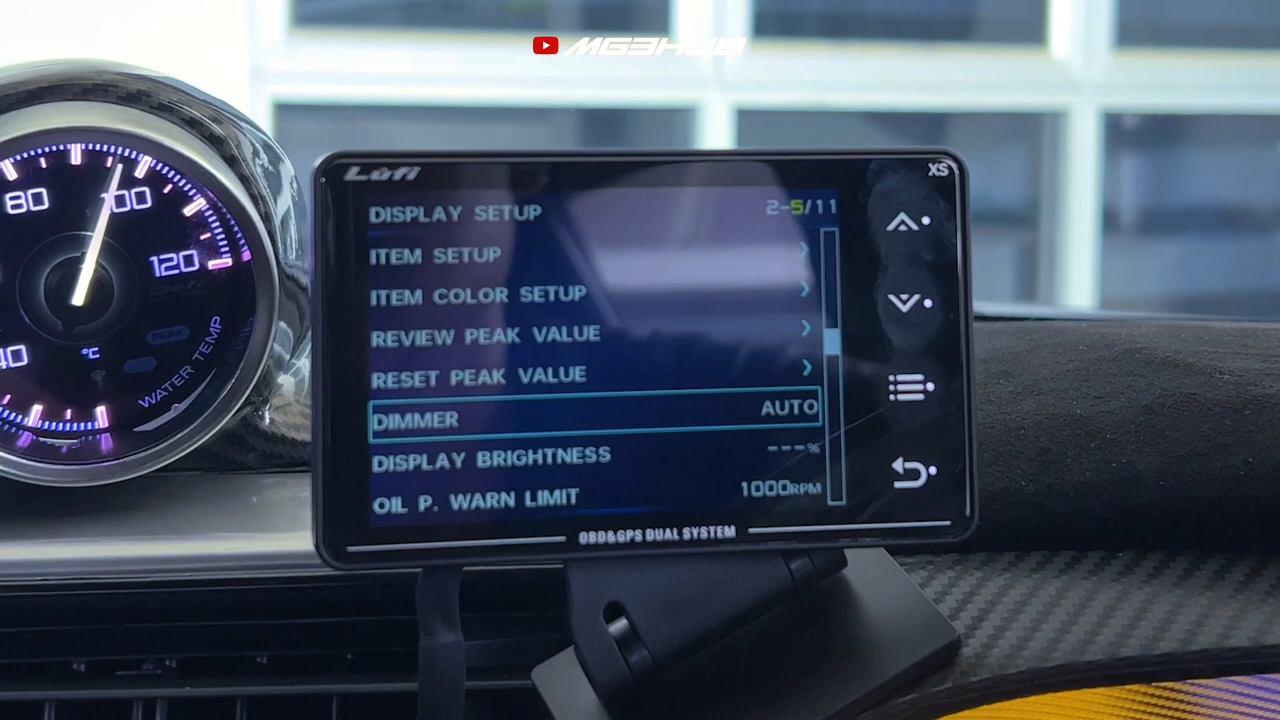 MG3HUB
Lufi
XS
DISPLAY SETUP 2-5/11
ITEM SETUP
ITEM COLOR SETUP
REVIEW PEAK VALUE
RESET PEAK VALUE
DIMMER AUTO
DISPLAY BRIGHTNESS ---%
OIL P. WARN LIMIT 1000RPM
OBD&GPS DUAL SYSTEM
80
100
120
40
°C
PEAK
WATER TEMP